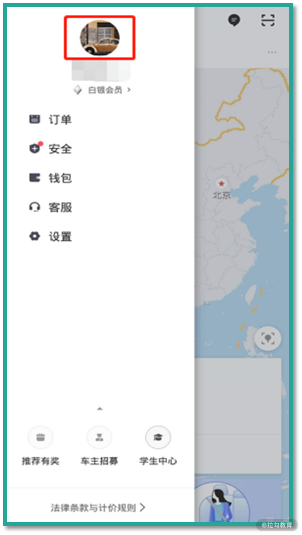 白银会员 >
订单
安全
钱包
客服
设置
北京
推荐有奖
车主招募
学生中心
法律条款与计价规则 >
@拉勾教育